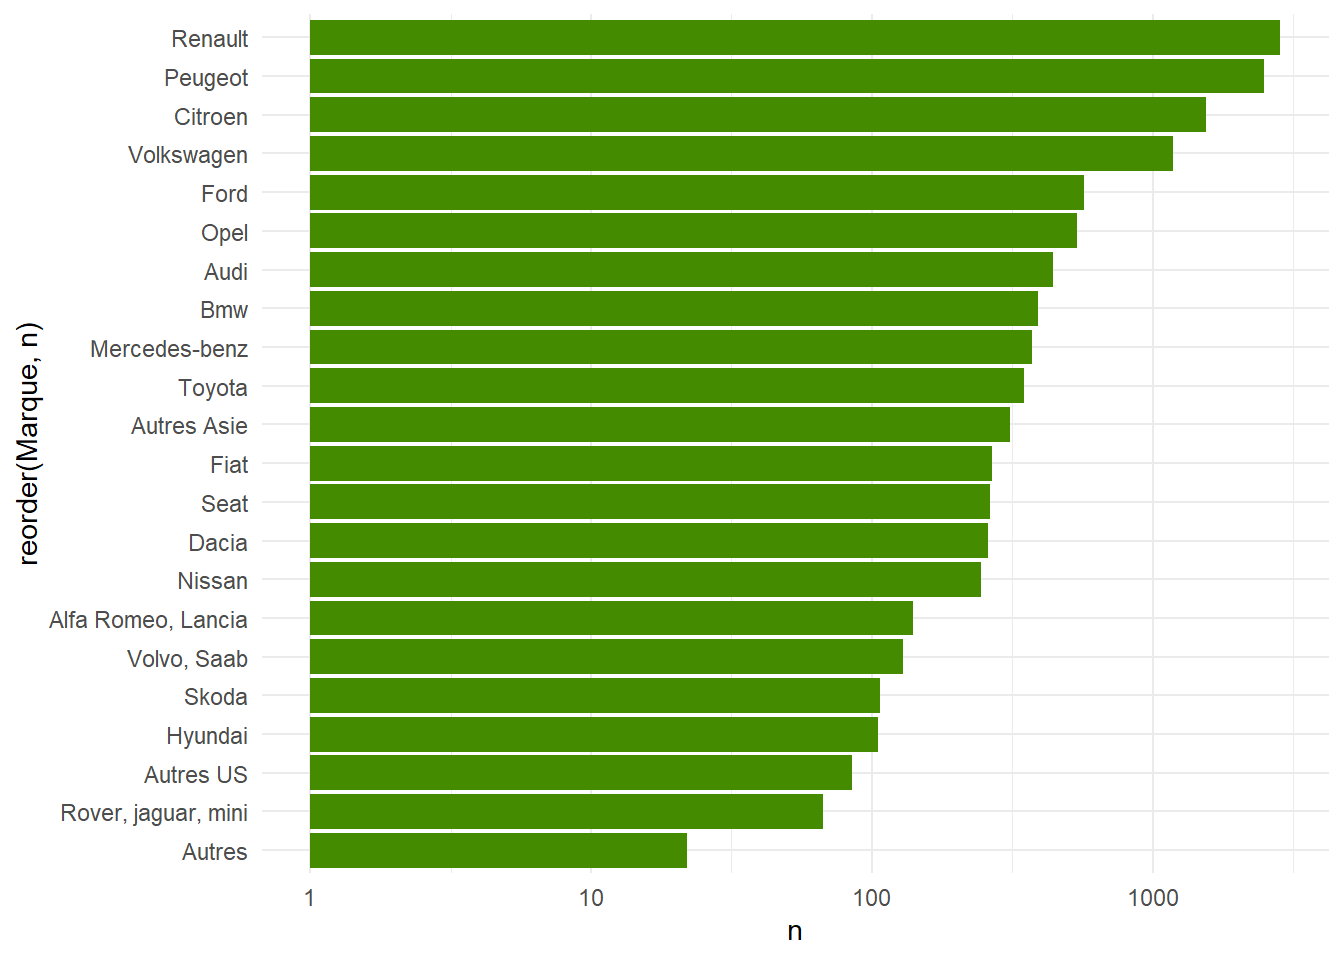 Renault
Peugeot
Citroen
Volkswagen
Ford
Opel
Audi
Bmw
Mercedes-benz
Toyota
Autres Asie
Fiat
Seat
Dacia
Nissan
Alfa Romeo, Lancia
Volvo, Saab
Skoda
Hyundai
Autres US
Rover, jaguar, mini
Autres
reorder(Marque, n)
1 10 100 1000
n